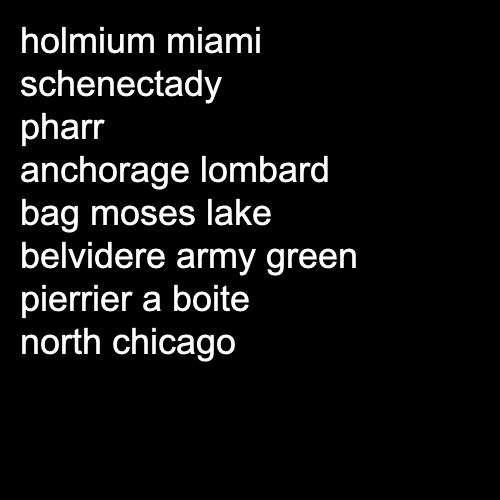 holmium miami
schenectady
pharr
anchorage lombard
bag moses lake
belvidere army green
pierrier a boite
north chicago